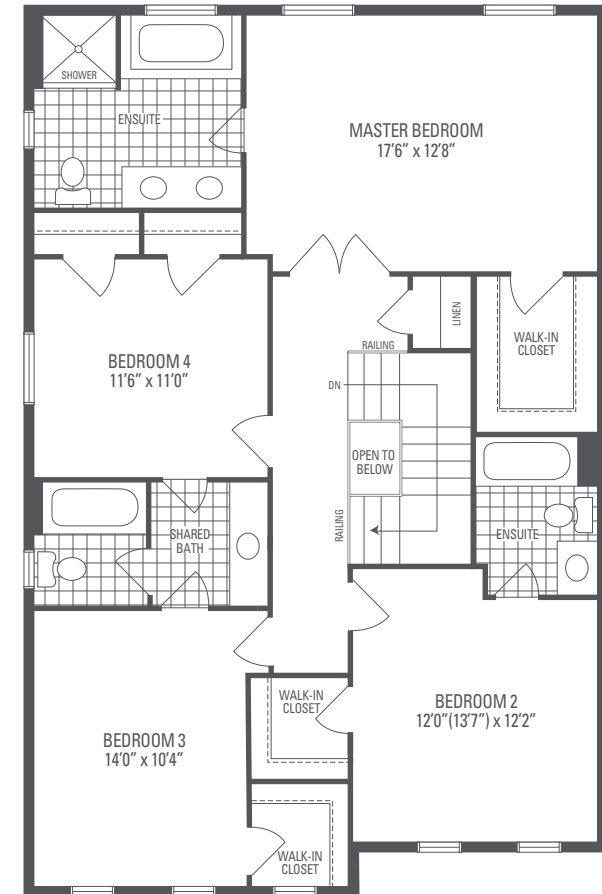 SHOWER
ENSUITE
MASTER BEDROOM
17’6” x 12’8”
LINEN
WALK-IN
CLOSET
RAILING
BEDROOM 4
11’6” x 11’0”
DN
OPEN TO
BELOW
RAILING
SHARED
BATH
ENSUITE
WALK-IN
CLOSET
BEDROOM 2
12’0”(13’7”) x 12’2”
BEDROOM 3
14’0” x 10’4”
WALK-IN
CLOSET